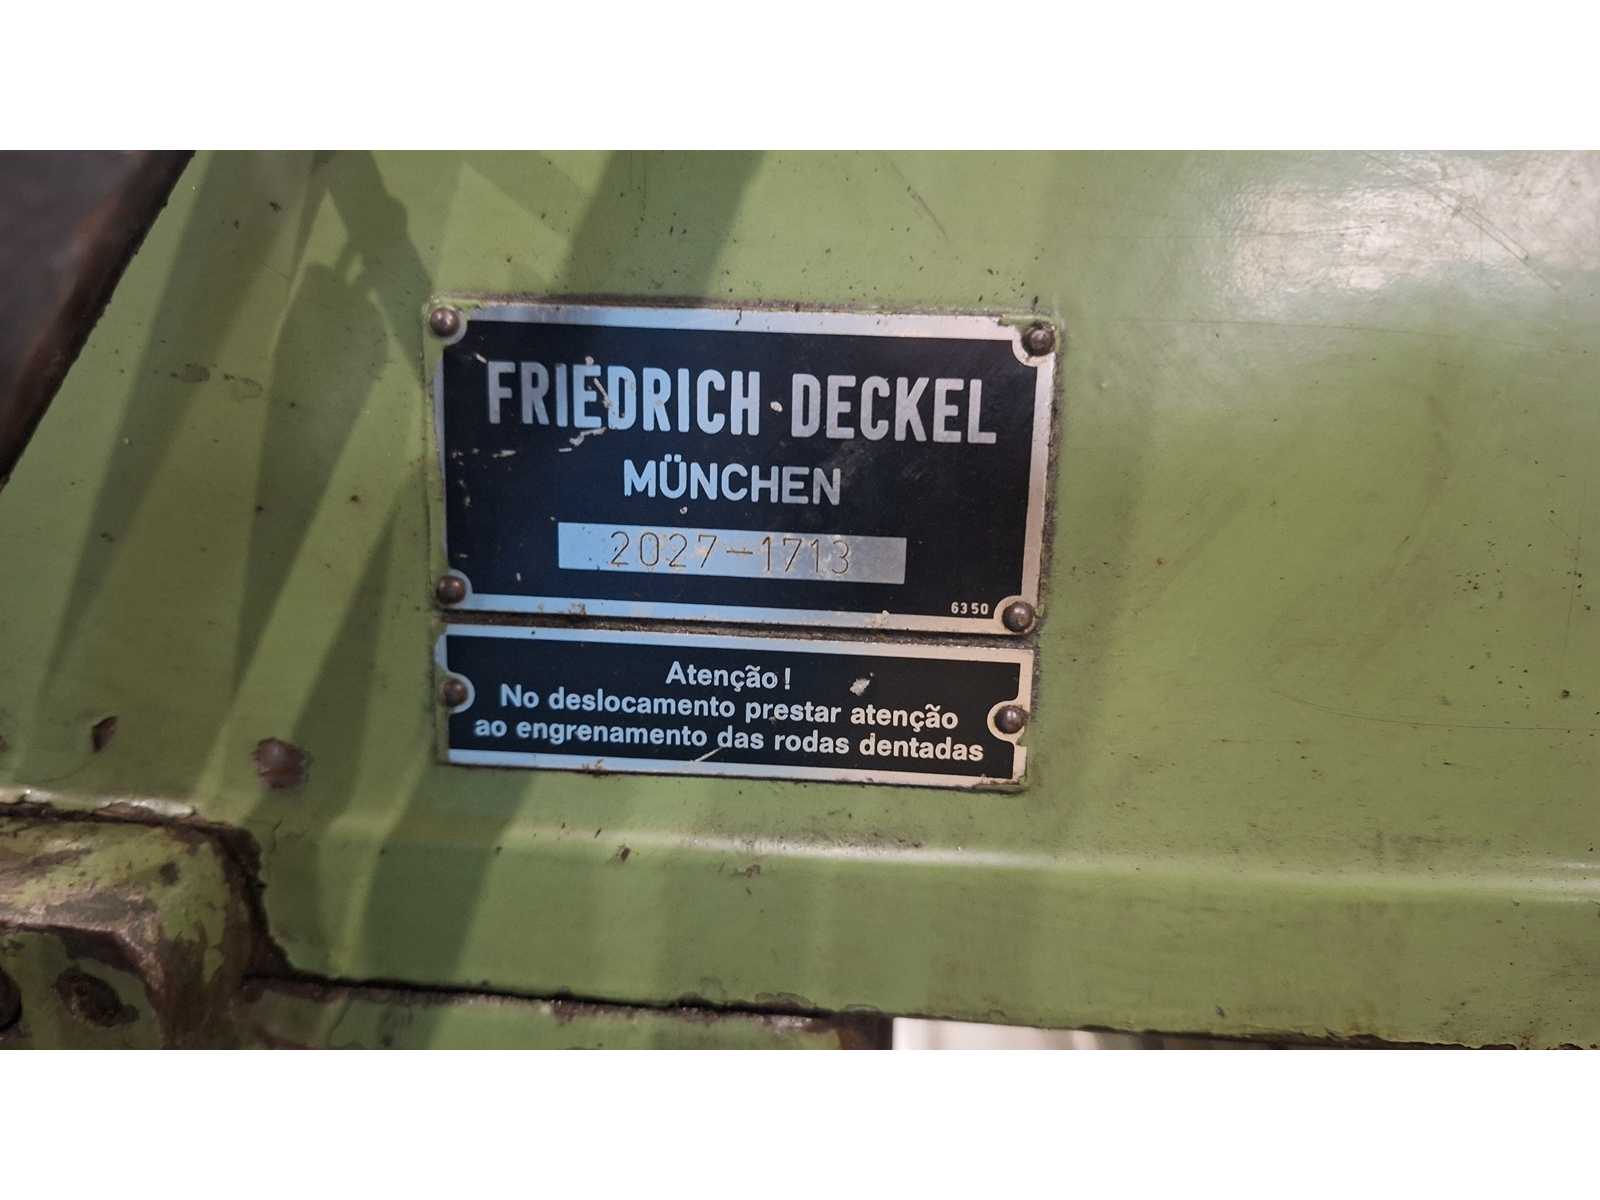 FRIEDRICH · DECKEL
MÜNCHEN
2027-1713
6350
Atenção!
No deslocamento prestar atenção
ao engrenamento das rodas dentadas